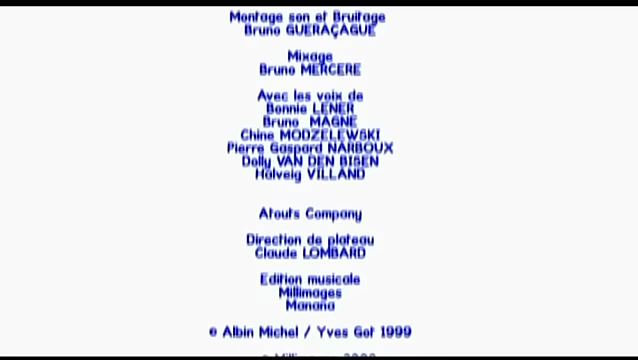 Montage son et Bruitage
Bruno GUERAÇAGUE
Mixage
Bruno MERCERE
Avec les voix de
Bonnie LENER
Bruno MAGNE
Chine MODZELEWSKI
Pierre Gaspard NARBOUX
Dolly VAN DEN BISEN
Hölveig VILLAND
Atouts Company
Direction de plateau
Claude LOMBARD
Edition musicale
Millimages
Manana
© Albin Michel / Yves Got 1999